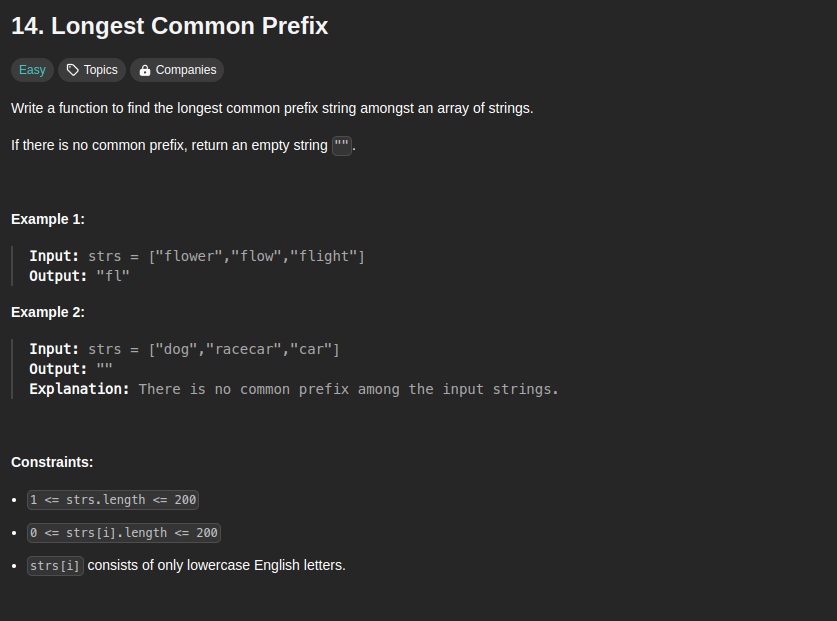 14. Longest Common Prefix
Easy Topics Companies
Write a function to find the longest common prefix string amongst an array of strings.
If there is no common prefix, return an empty string "".
Example 1:
Input: strs = ["flower","flow","flight"]
Output: "fl"
Example 2:
Input: strs = ["dog","racecar","car"]
Output: ""
Explanation: There is no common prefix among the input strings.
Constraints:
• 1 <= strs.length <= 200
• 0 <= strs[i].length <= 200
• strs[i] consists of only lowercase English letters.